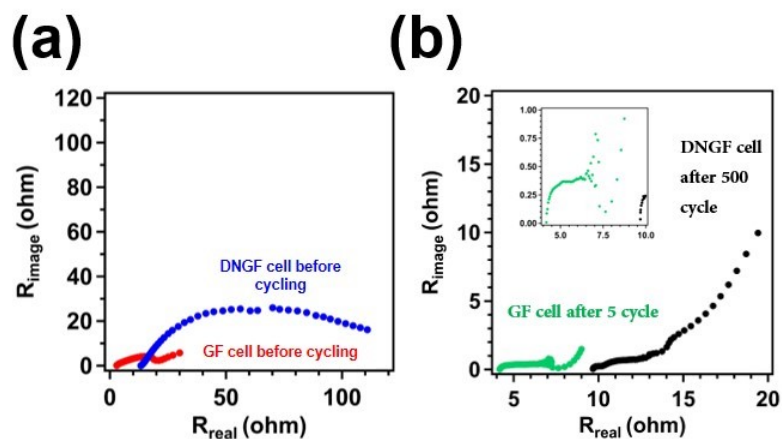 (a)
120
100
80
60
40
20
0
R_image (ohm)
DNGF cell before
cycling
GF cell before cycling
0
50
100
R_real (ohm)
(b)
20
15
10
5
0
R_image (ohm)
1.00
0.75
0.50
0.25
0.00
5.0
7.5
10.0
DNGF cell
after 500
cycle
GF cell after 5 cycle
5
10
15
20
R_real (ohm)